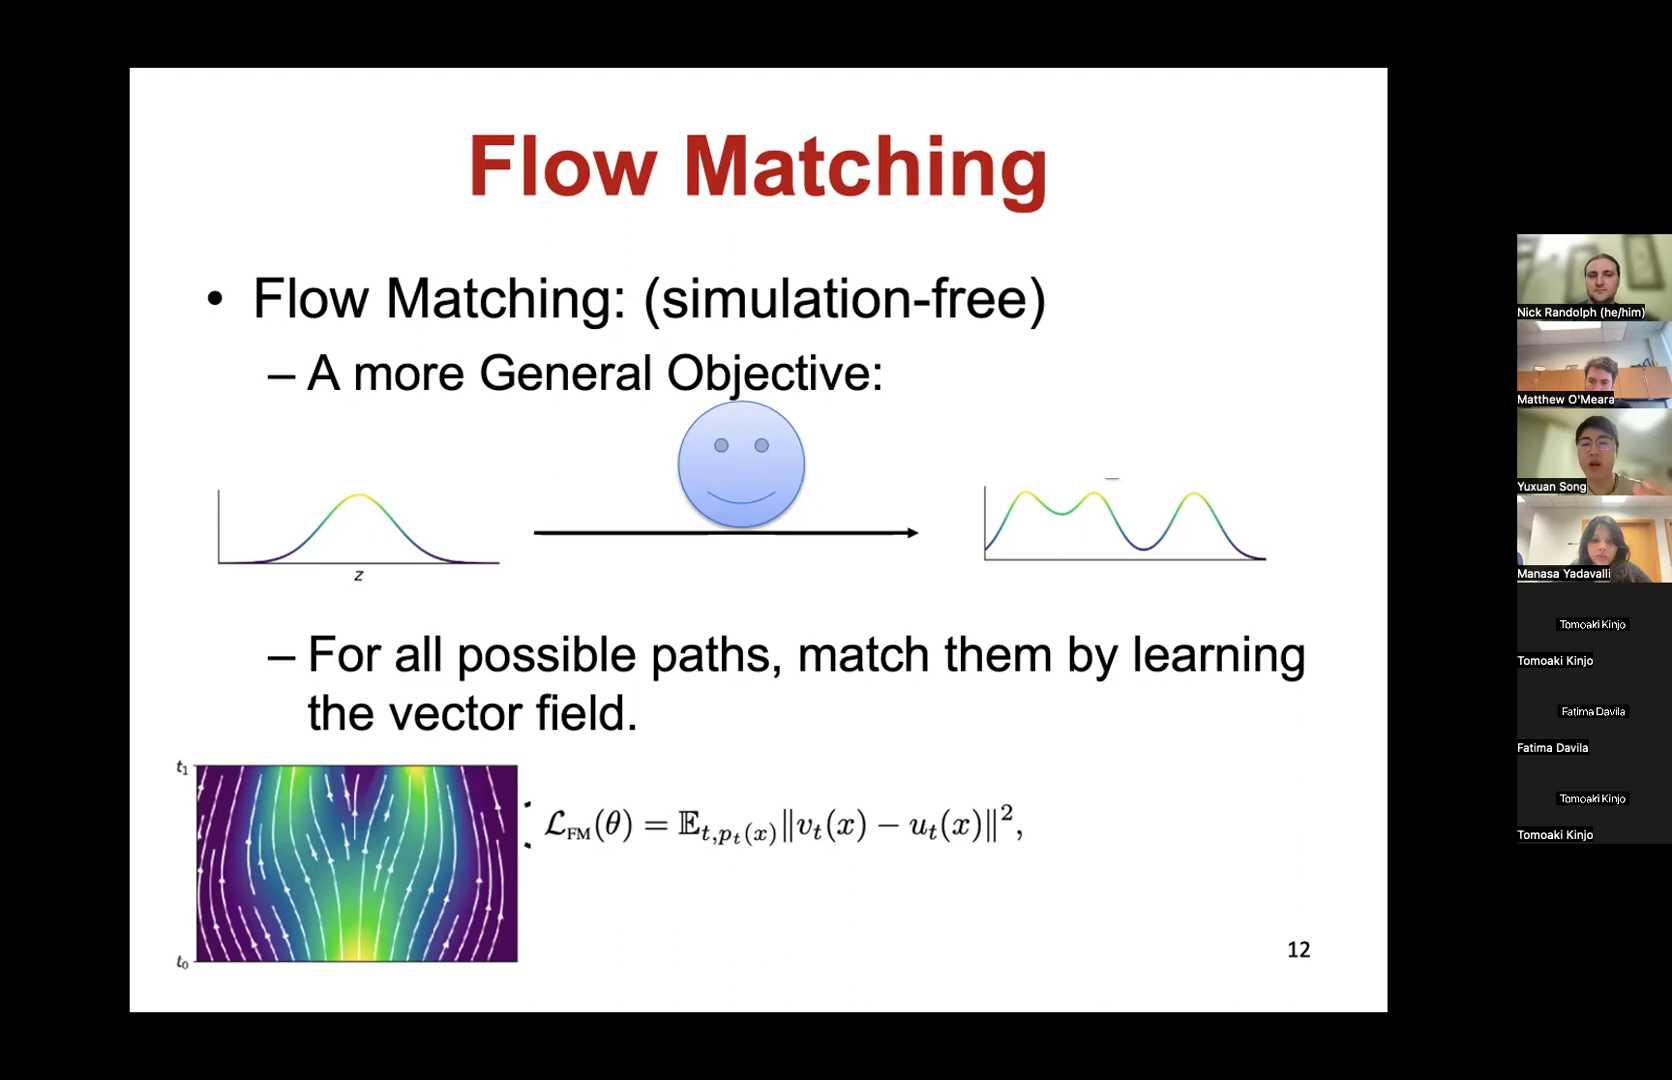 Flow Matching
• Flow Matching: (simulation-free)
– A more General Objective:
z
– For all possible paths, match them by learning
the vector field.
t₁
t₀
ℒ_FM(θ) = 𝔼_{t,p_t(x)}‖v_t(x) − u_t(x)‖²,
12
Nick Randolph (he/him)
Matthew O'Meara
Yuxuan Song
Manasa Yadavalli
Tomoaki Kinjo
Tomoaki Kinjo
Fatima Davila
Fatima Davila
Tomoaki Kinjo
Tomoaki Kinjo